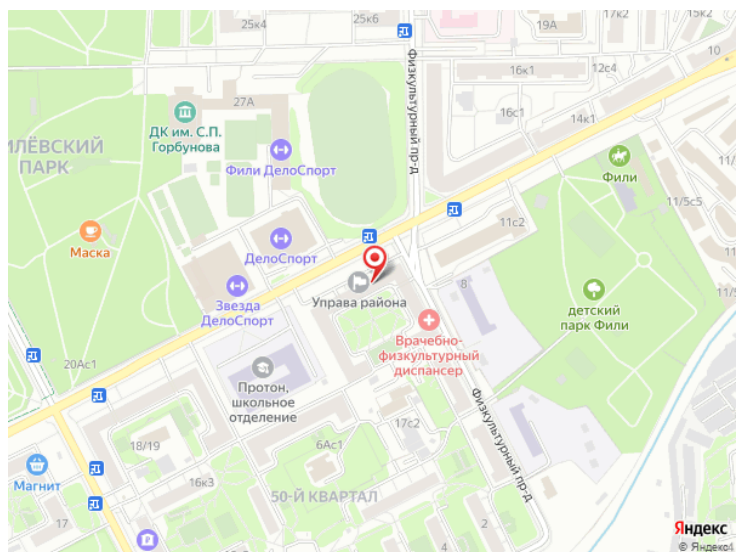 25к4
25к6
19А
17к2
15к2
10
16к1
12с4
27А
ДК им. С.П.
Горбунова
Физкультурный пр-д
16с1
14к1
ИЛЁВСКИЙ
ПАРК
Фили ДелоСпорт
Фили
11/5с5
11с2
Маска
ДелоСпорт
Управа района
8
Звезда
ДелоСпорт
детский
парк Фили
Врачебно-
физкультурный
диспансер
20Ас1
Протон,
школьное
отделение
Физкультурный пр-д
17с2
18/19
6Ас1
Магнит
16к3
50-Й КВАРТАЛ
17
4
2
Яндекс
© Яндекс